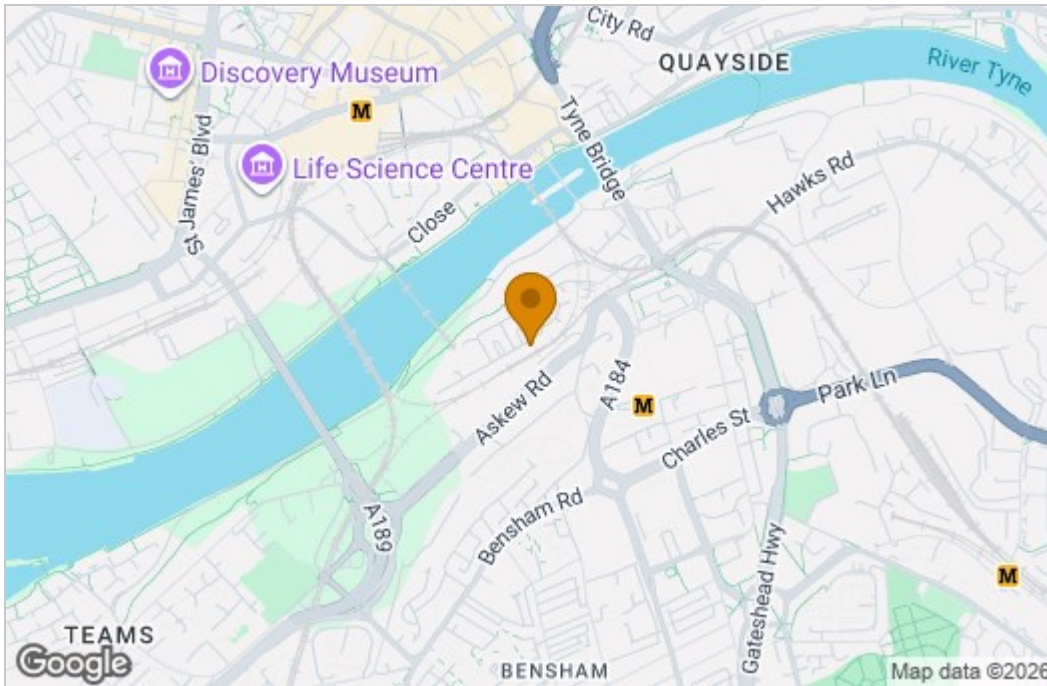 City Rd
QUAYSIDE
River Tyne
Discovery Museum
M
Tyne Bridge
St James' Blvd
Life Science Centre
Hawks Rd
Close
Askew Rd
A184
M
Park Ln
Charles St
Bensham Rd
A189
Gateshead Hwy
M
TEAMS
BENSHAM
Google
Map data ©2026